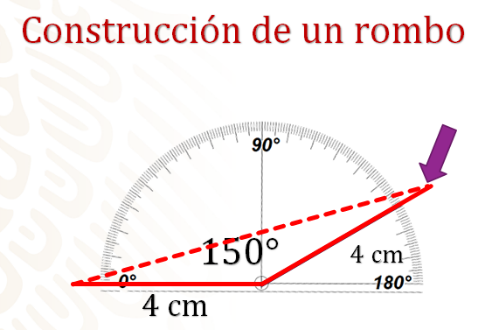 Construcción de un rombo
90°
150°
4 cm
0°
180°
4 cm